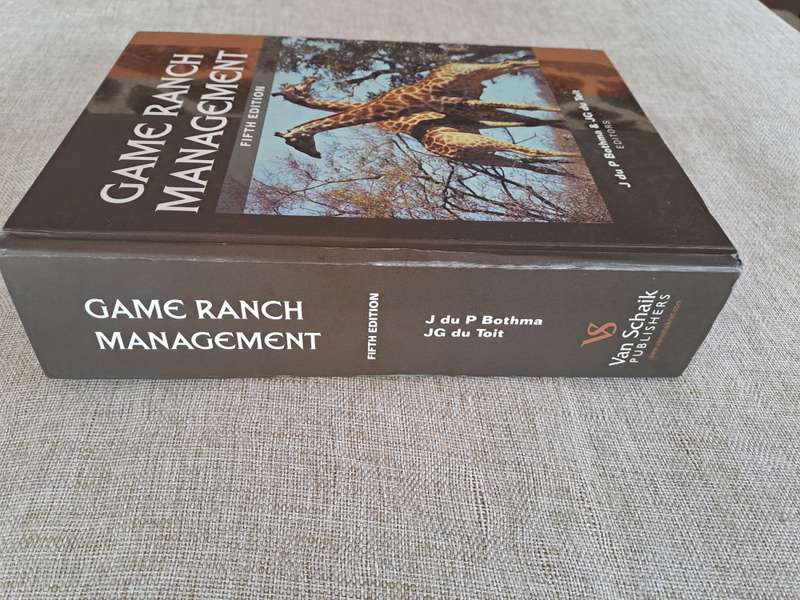 GAME RANCH
MANAGEMENT
FIFTH EDITION
J du P Bothma & JG du Toit
EDITORS
GAME RANCH
MANAGEMENT
FIFTH EDITION
J du P Bothma
JG du Toit
VS
Van Schaik
PUBLISHERS